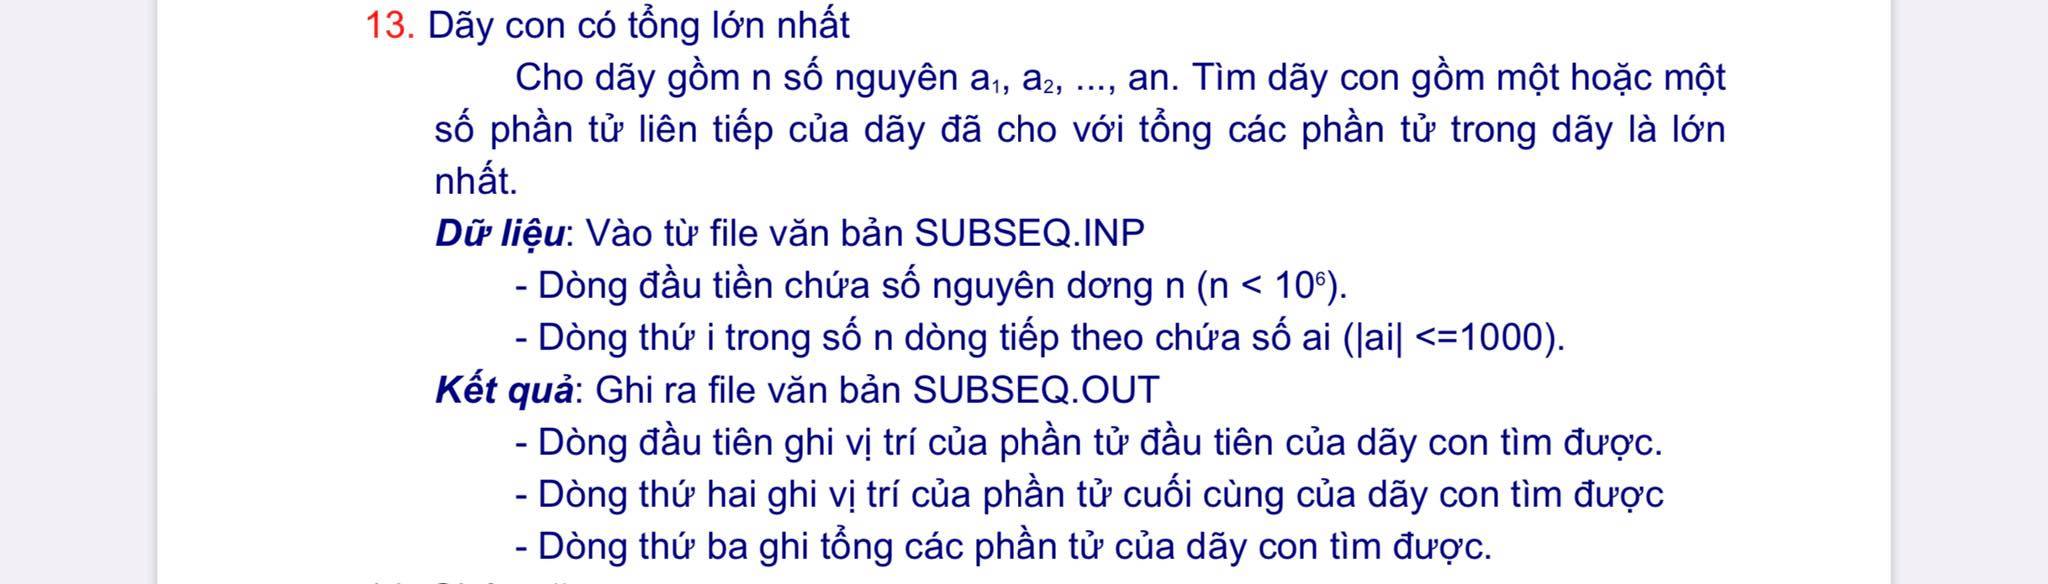 13. Dãy con có tổng lớn nhất
Cho dãy gồm n số nguyên a₁, a₂, ..., an. Tìm dãy con gồm một hoặc một
số phần tử liên tiếp của dãy đã cho với tổng các phần tử trong dãy là lớn
nhất.
Dữ liệu: Vào từ file văn bản SUBSEQ.INP
- Dòng đầu tiền chứa số nguyên dơng n (n < 10⁶).
- Dòng thứ i trong số n dòng tiếp theo chứa số ai (|ai| <=1000).
Kết quả: Ghi ra file văn bản SUBSEQ.OUT
- Dòng đầu tiên ghi vị trí của phần tử đầu tiên của dãy con tìm được.
- Dòng thứ hai ghi vị trí của phần tử cuối cùng của dãy con tìm được
- Dòng thứ ba ghi tổng các phần tử của dãy con tìm được.